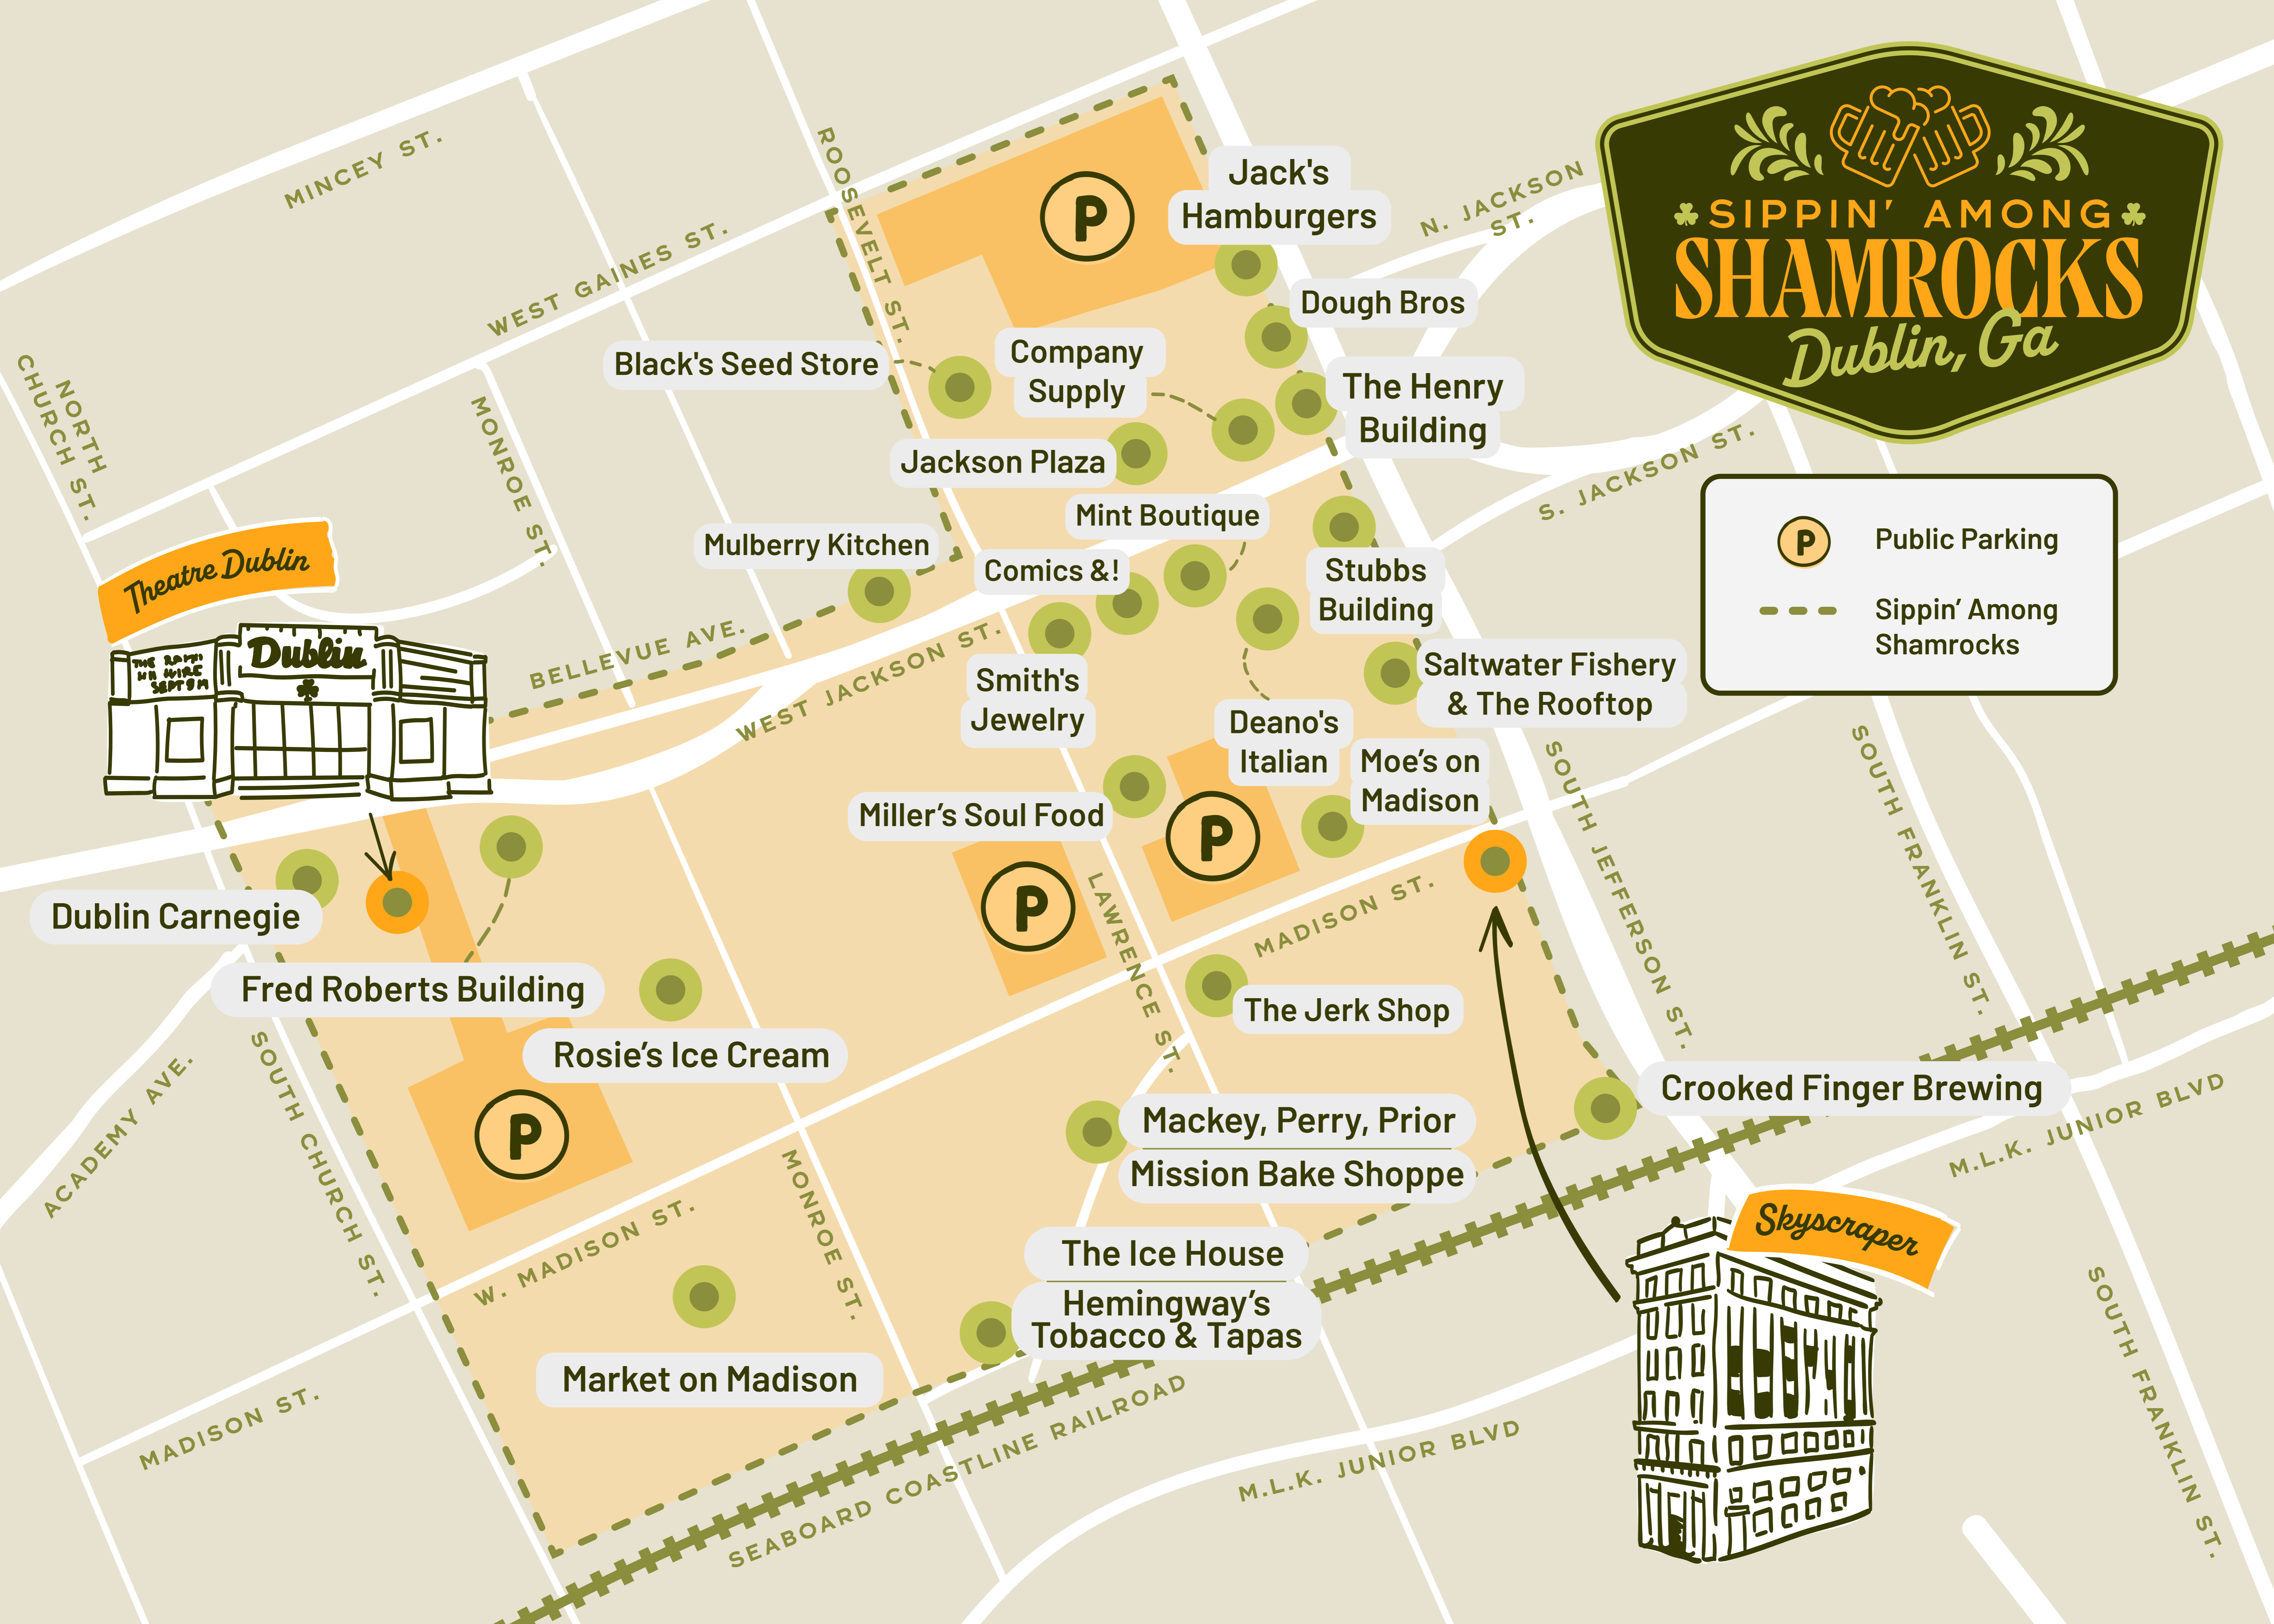 SIPPIN' AMONG
SHAMROCKS
Dublin, Ga
P
Public Parking
Sippin' Among
Shamrocks
MINCEY ST.
WEST GAINES ST.
ROOSEVELT ST.
NORTH
CHURCH ST.
MONROE ST.
N. JACKSON
ST.
S. JACKSON ST.
P
Jack's
Hamburgers
Dough Bros
Black's Seed Store
Company
Supply
The Henry
Building
Jackson Plaza
Mint Boutique
Mulberry Kitchen
Comics &!
Stubbs
Building
Theatre Dublin
Dublin
BELLEVUE AVE.
WEST JACKSON ST.
Smith's
Jewelry
Saltwater Fishery
& The Rooftop
Deano's
Italian
Moe's on
Madison
Miller's Soul Food
P
P
SOUTH JEFFERSON ST.
SOUTH FRANKLIN ST.
LAWRENCE ST.
MADISON ST.
Dublin Carnegie
Fred Roberts Building
Rosie's Ice Cream
The Jerk Shop
P
ACADEMY AVE.
SOUTH CHURCH ST.
Crooked Finger Brewing
Mackey, Perry, Prior
Mission Bake Shoppe
M.L.K. JUNIOR BLVD
MONROE ST.
W. MADISON ST.
The Ice House
Hemingway's
Tobacco & Tapas
Skyscraper
Market on Madison
MADISON ST.
SEABOARD COASTLINE RAILROAD
M.L.K. JUNIOR BLVD
SOUTH FRANKLIN ST.